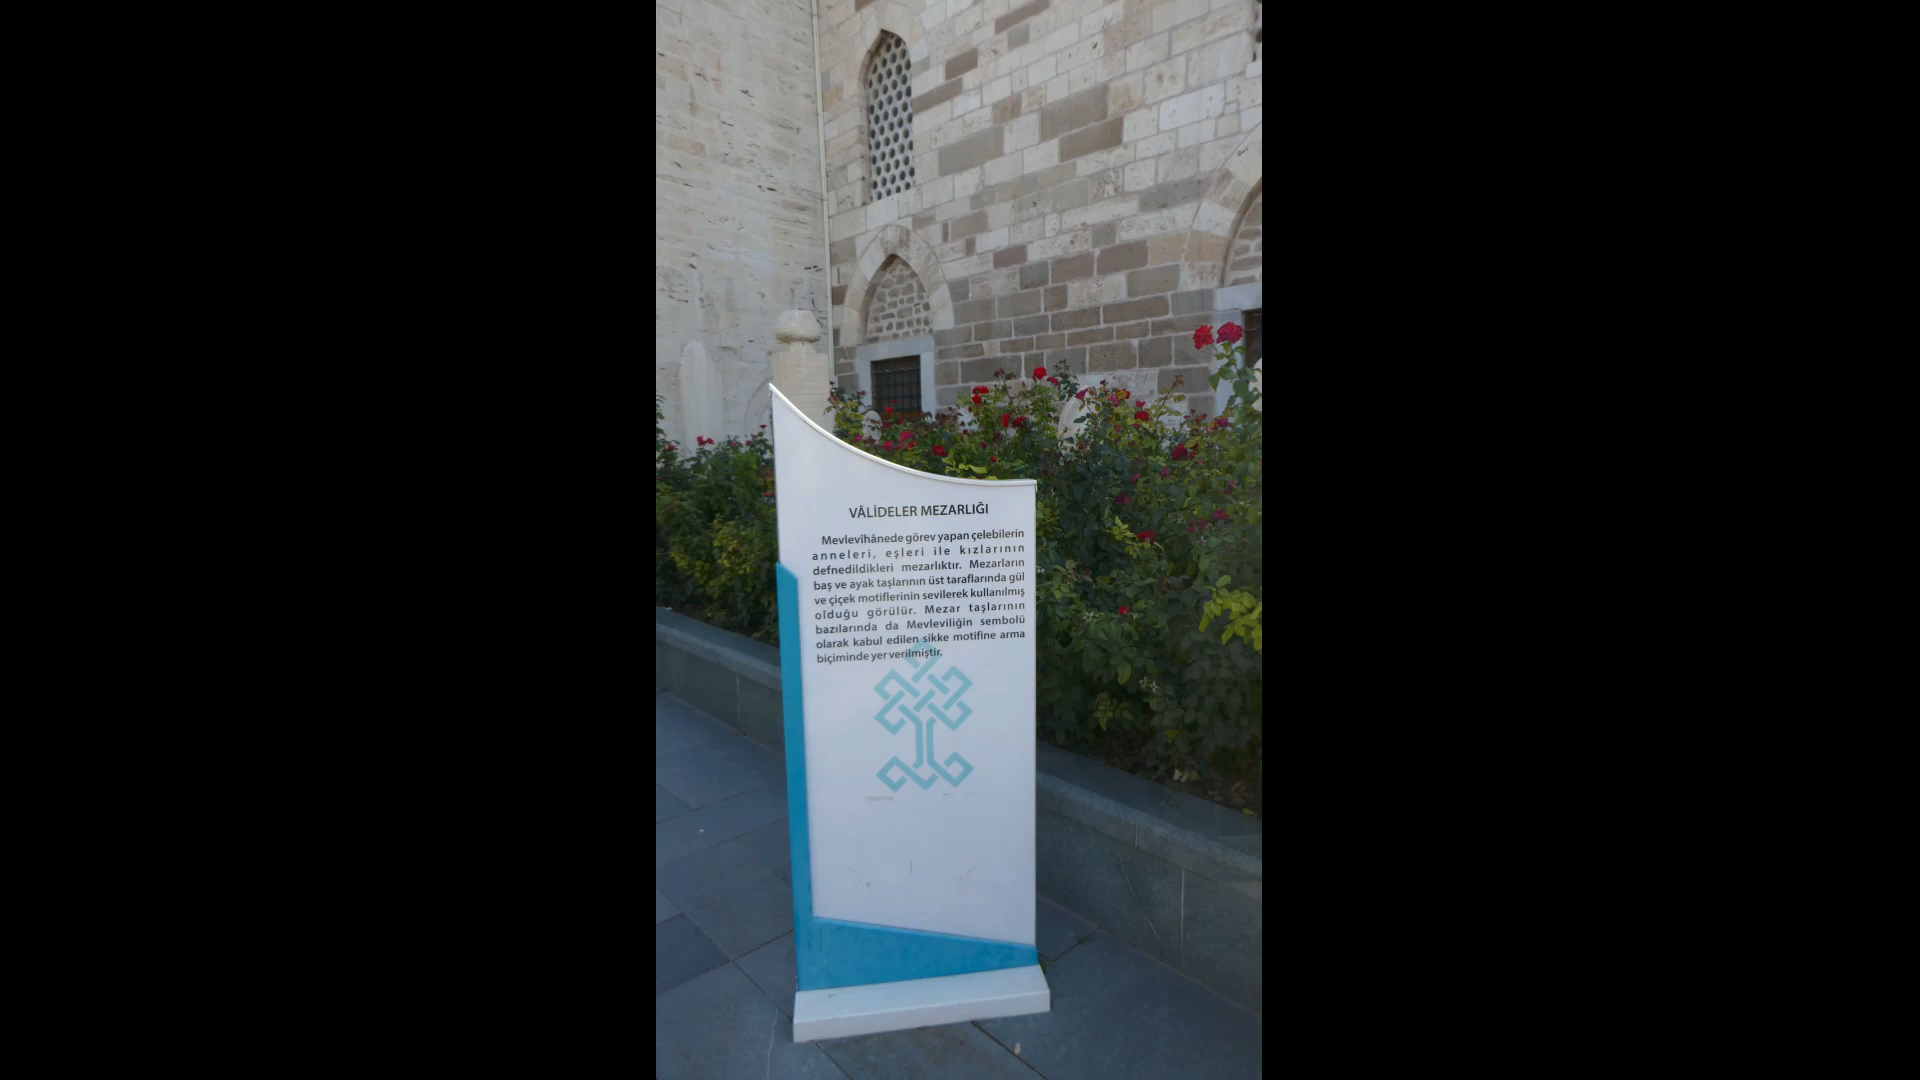 VÂLİDELER MEZARLIĞI
Mevlevîhânede görev yapan çelebilerin
anneleri, eşleri ile kızlarının
defnedildikleri mezarlıktır. Mezarların
baş ve ayak taşlarının üst taraflarında gül
ve çiçek motiflerinin sevilerek kullanılmış
olduğu görülür. Mezar taşlarının
bazılarında da Mevleviliğin sembolü
olarak kabul edilen sikke motifine arma
biçiminde yer verilmiştir.